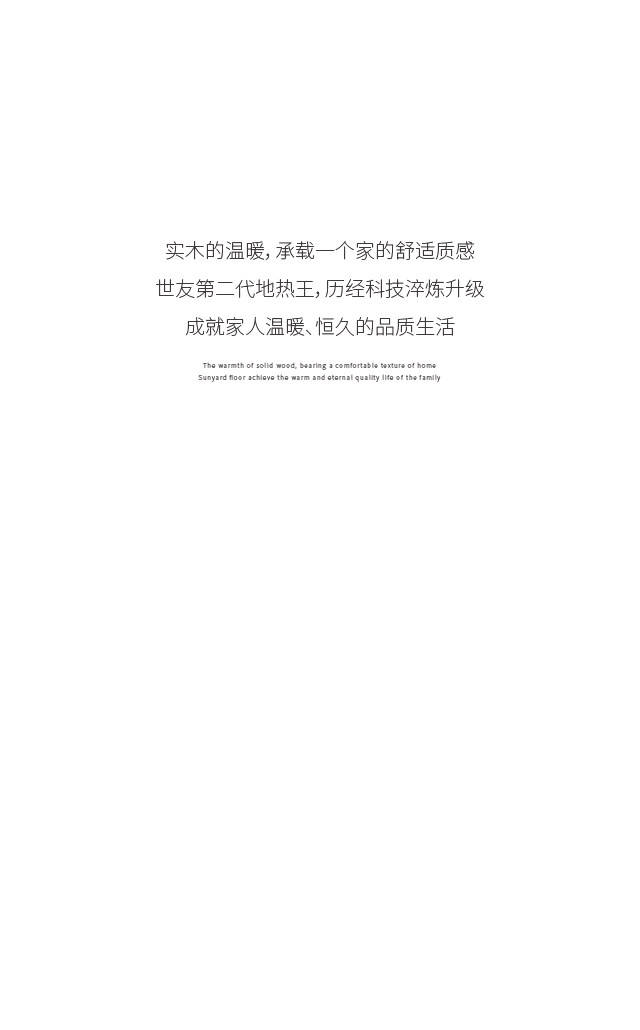 实木的温暖，承载一个家的舒适质感
世友第二代地热王，历经科技淬炼升级
成就家人温暖、恒久的品质生活
The warmth of solid wood, bearing a comfortable texture of home
Sunyard floor achieve the warm and eternal quality life of the family